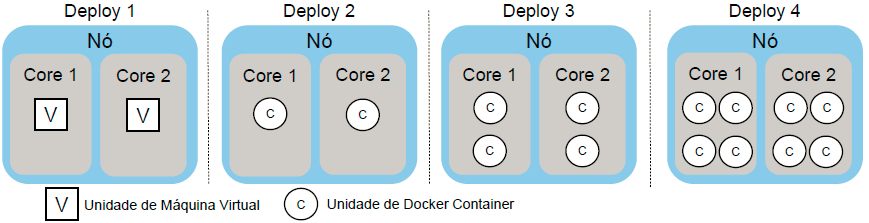 Deploy 1 Deploy 2 Deploy 3 Deploy 4
Nó Nó Nó Nó
Core 1 Core 2 Core 1 Core 2 Core 1 Core 2 Core 1 Core 2
V V C C C C C C C C
C C C C C C
V Unidade de Máquina Virtual C Unidade de Docker Container